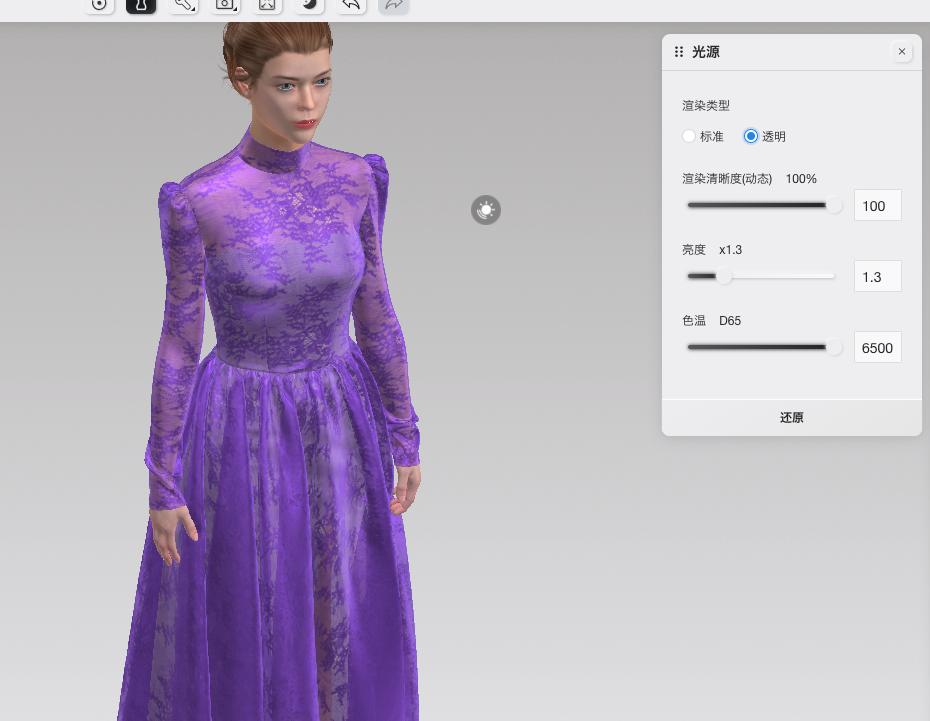 光源
渲染类型
标准 透明
渲染清晰度(动态) 100%
100
亮度 x1.3
1.3
色温 D65
6500
还原